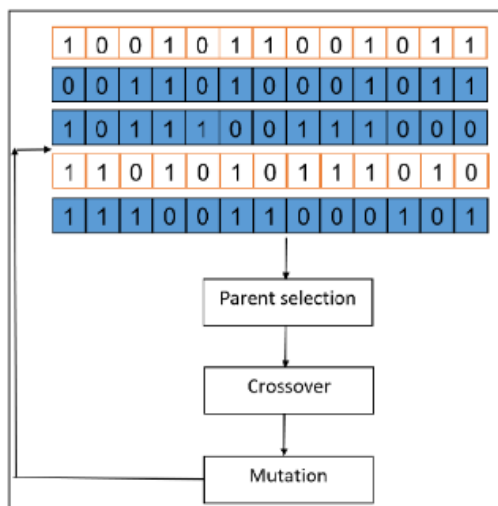 1 0 0 1 0 1 1 0 0 1 0 1 1
0 0 1 1 0 1 0 0 0 1 0 1 1
1 0 1 1 1 0 0 1 1 1 0 0 0
1 1 0 1 0 1 0 1 1 1 0 1 0
1 1 1 0 0 1 1 0 0 0 1 0 1
Parent selection
Crossover
Mutation